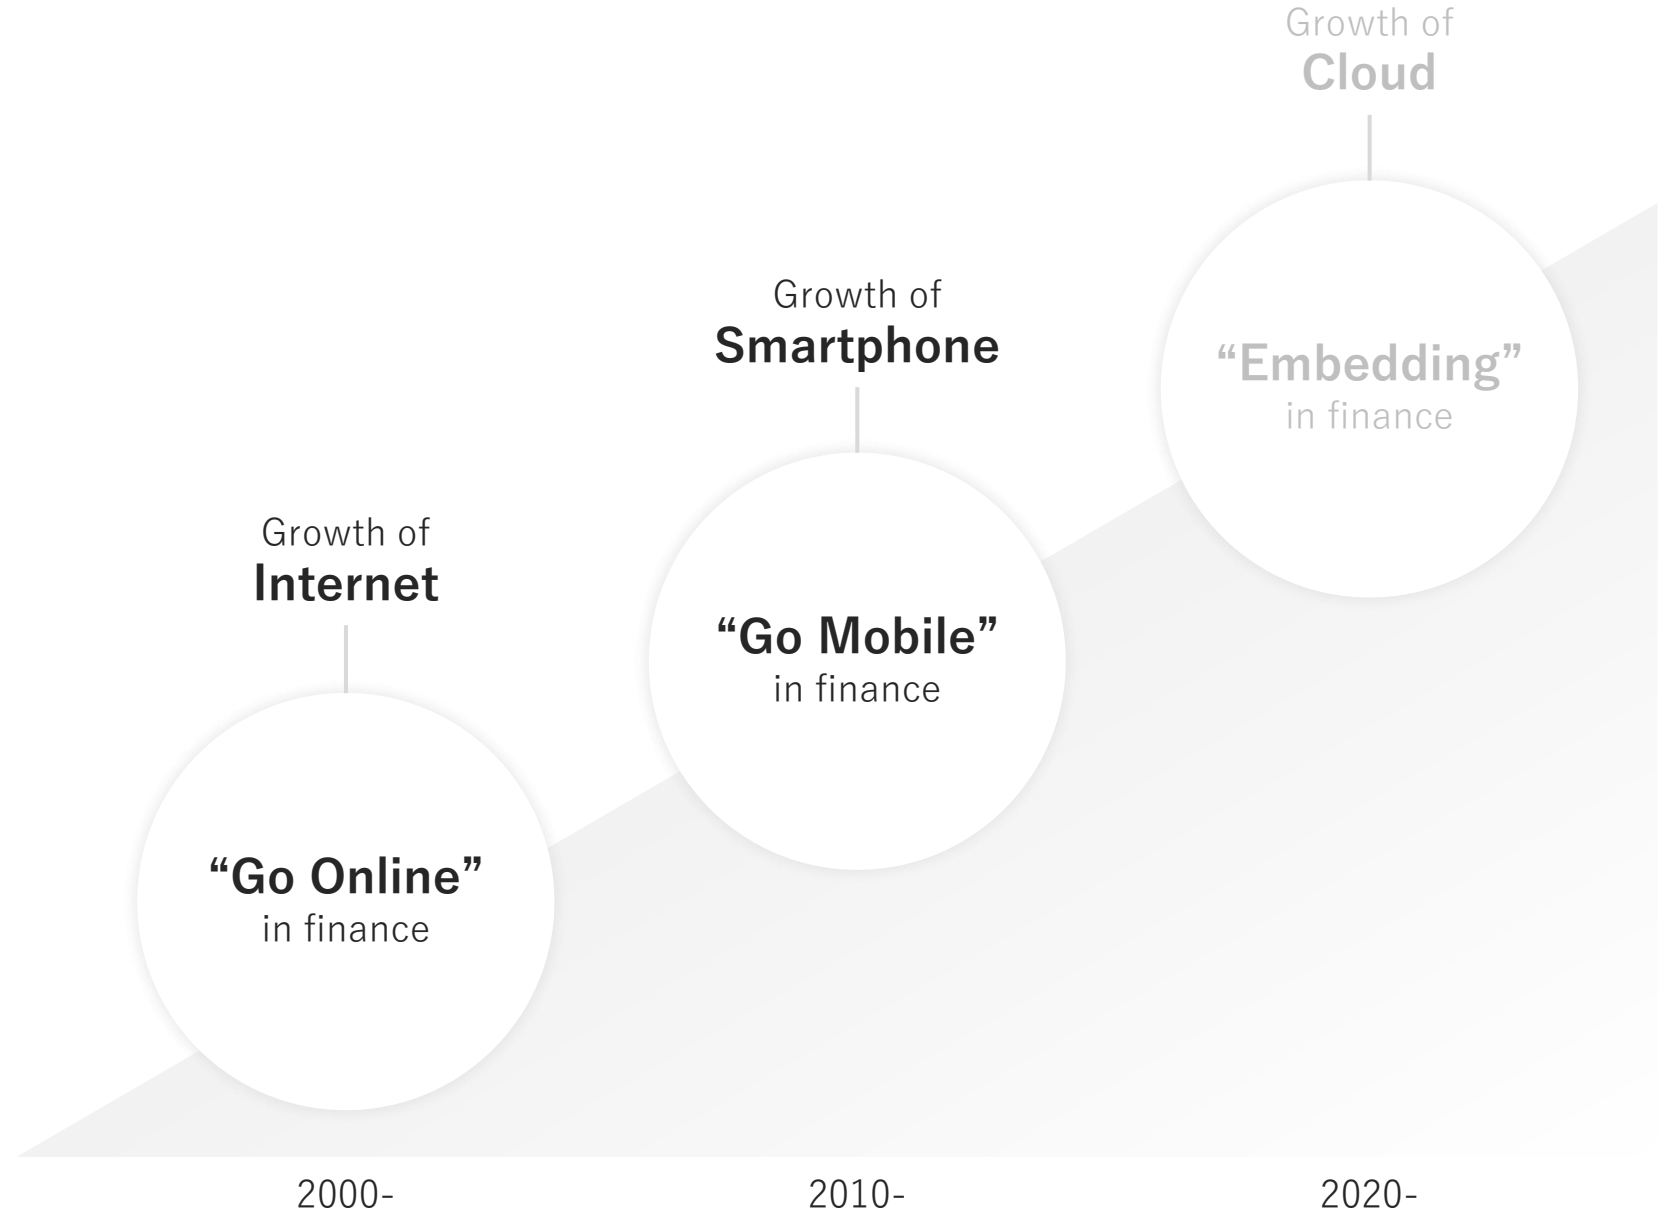 Growth of
Internet
“Go Online”
in finance
2000-
Growth of
Smartphone
“Go Mobile”
in finance
2010-
Growth of
Cloud
“Embedding”
in finance
2020-